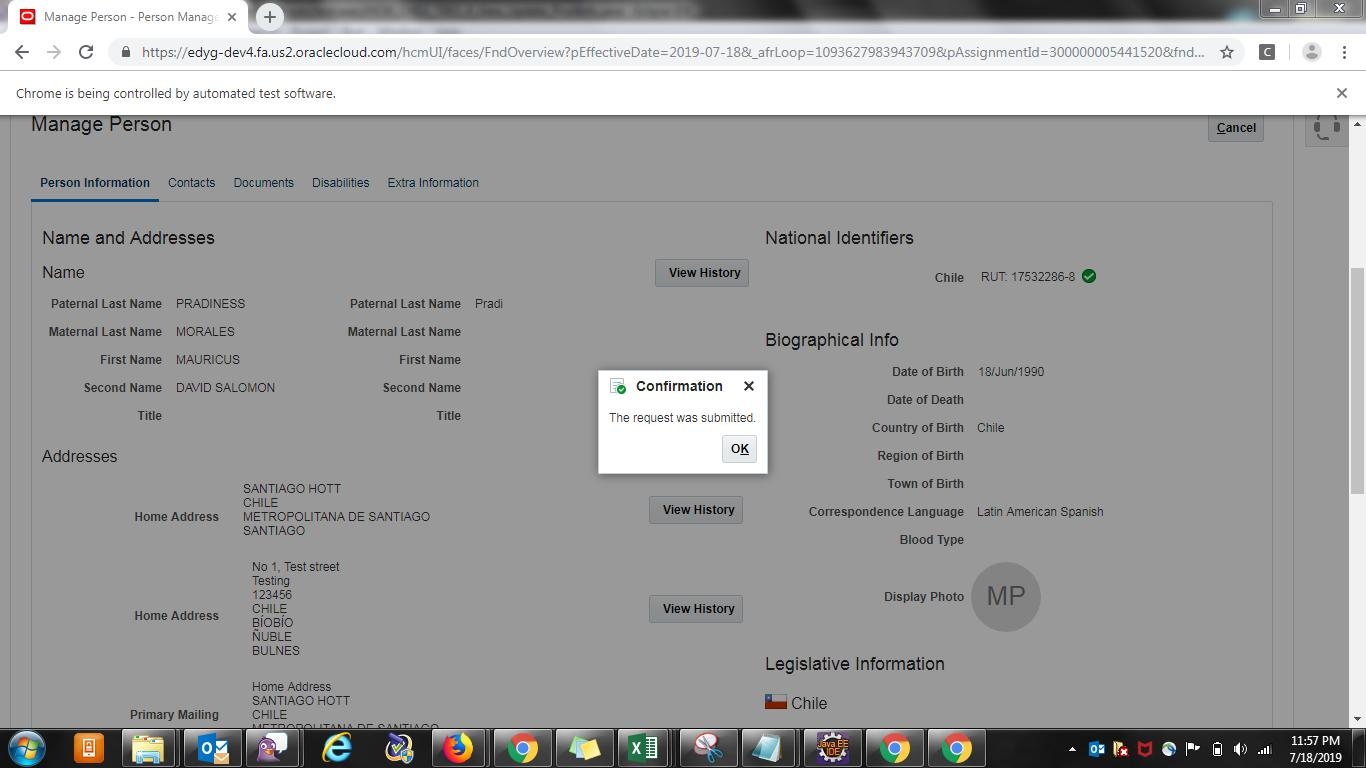 Manage Person - Person Manage
https://edyg-dev4.fa.us2.oraclecloud.com/hcmUI/faces/FndOverview?pEffectiveDate=2019-07-18&_afrLoop=1093627983943709&pAssignmentId=300000005441520&fnd...
C
Chrome is being controlled by automated test software.
Manage Person
Cancel
Person Information Contacts Documents Disabilities Extra Information
Name and Addresses
Name
View History
Paternal Last Name PRADINESS Paternal Last Name Pradi
Maternal Last Name MORALES Maternal Last Name
First Name MAURICUS First Name
Second Name DAVID SALOMON Second Name
Title Title
Addresses
Home Address
SANTIAGO HOTT
CHILE
METROPOLITANA DE SANTIAGO
SANTIAGO
View History
Home Address
No 1, Test street
Testing
123456
CHILE
BÍOBÍO
ÑUBLE
BULNES
View History
Primary Mailing
Home Address
SANTIAGO HOTT
CHILE
METROPOLITANA DE SANTIAGO
National Identifiers
Chile RUT: 17532286-8
Biographical Info
Date of Birth 18/Jun/1990
Date of Death
Country of Birth Chile
Region of Birth
Town of Birth
Correspondence Language Latin American Spanish
Blood Type
Display Photo MP
Legislative Information
Chile
Confirmation
The request was submitted.
OK
Java EE
IDE
11:57 PM
7/18/2019